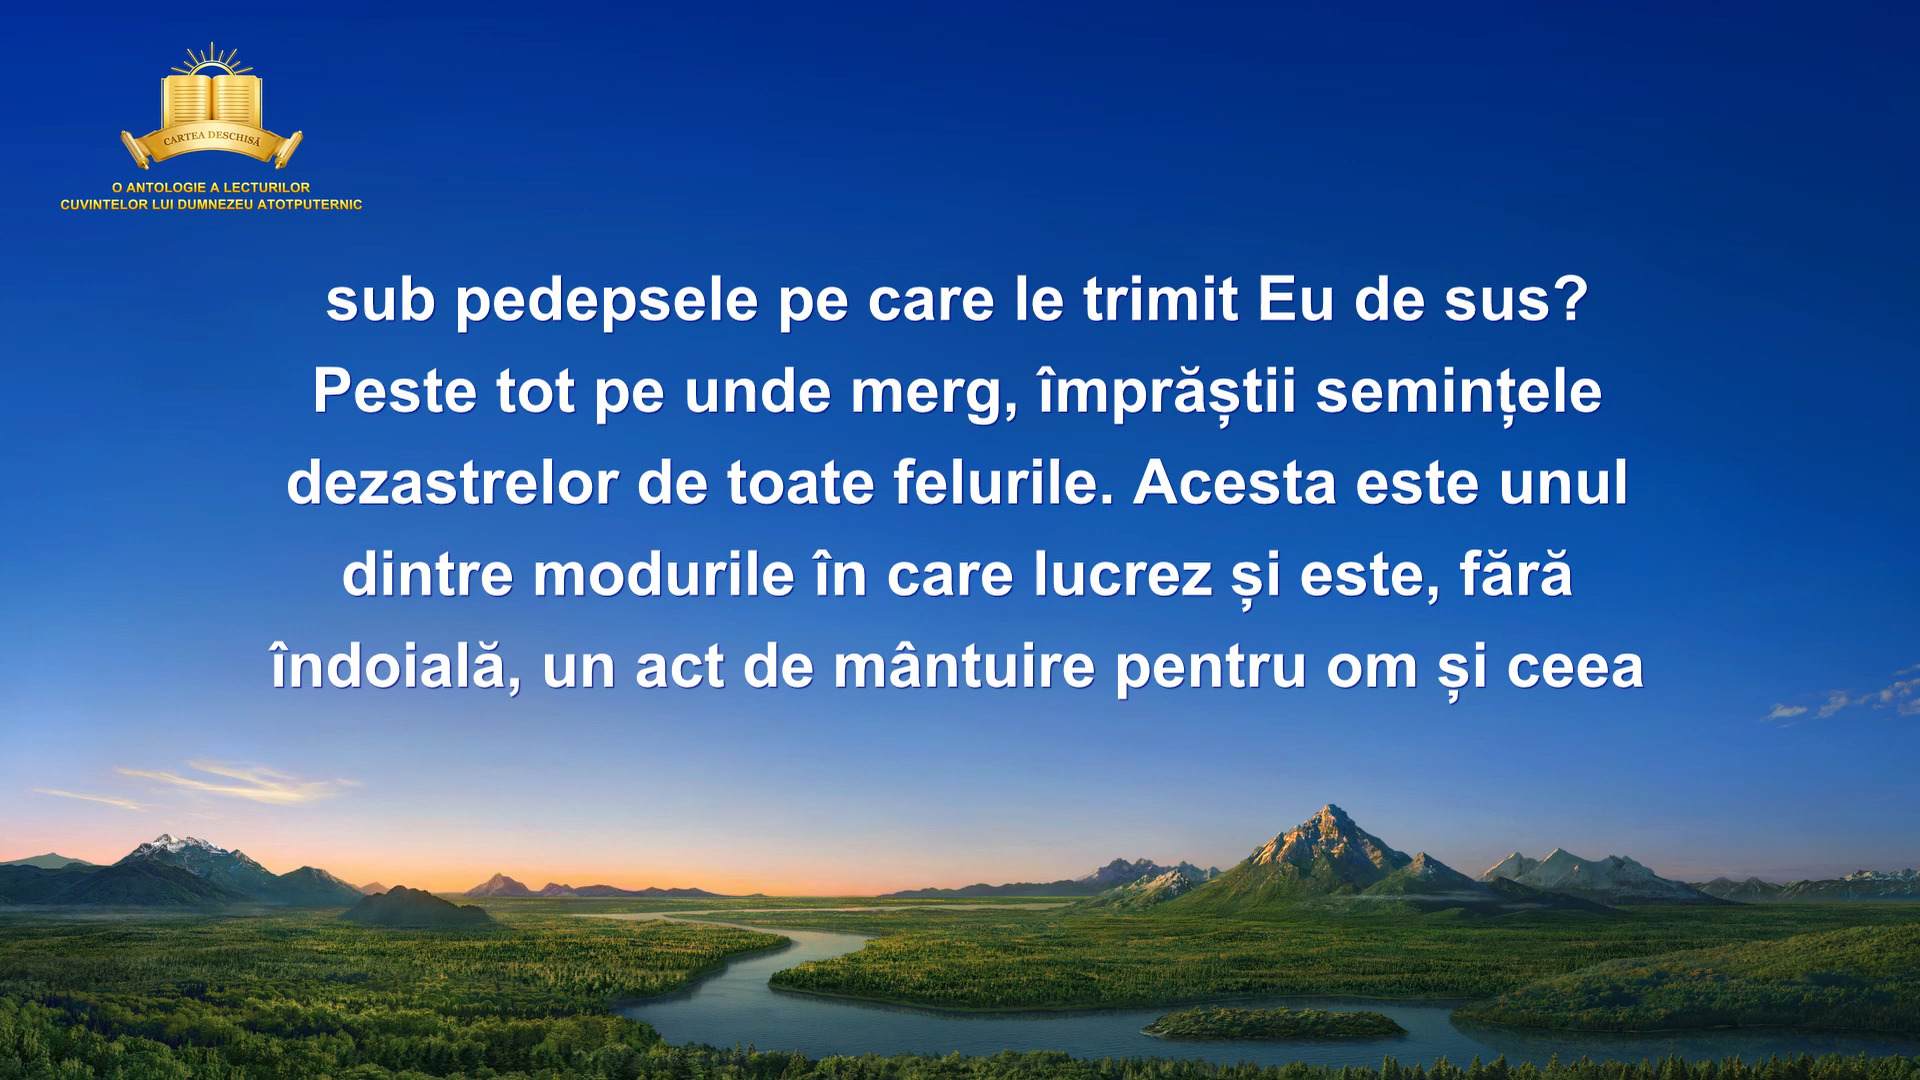 CARTEA DESCHISĂ
O ANTOLOGIE A LECTURILOR
CUVINTELOR LUI DUMNEZEU ATOTPUTERNIC
sub pedepsele pe care le trimit Eu de sus?
Peste tot pe unde merg, împrăștii semințele
dezastrelor de toate felurile. Acesta este unul
dintre modurile în care lucrez și este, fără
îndoială, un act de mântuire pentru om și ceea